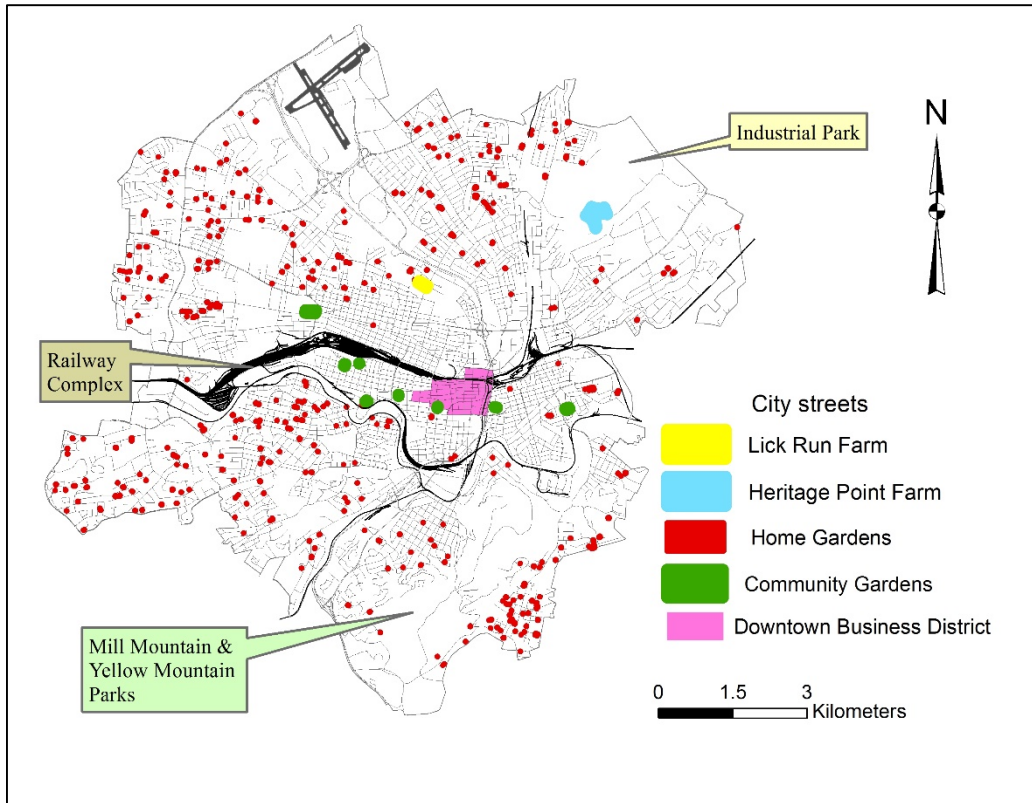 Industrial Park
N
Railway
Complex
City streets
Lick Run Farm
Heritage Point Farm
Home Gardens
Community Gardens
Downtown Business District
Mill Mountain &
Yellow Mountain
Parks
0 1.5 3
Kilometers